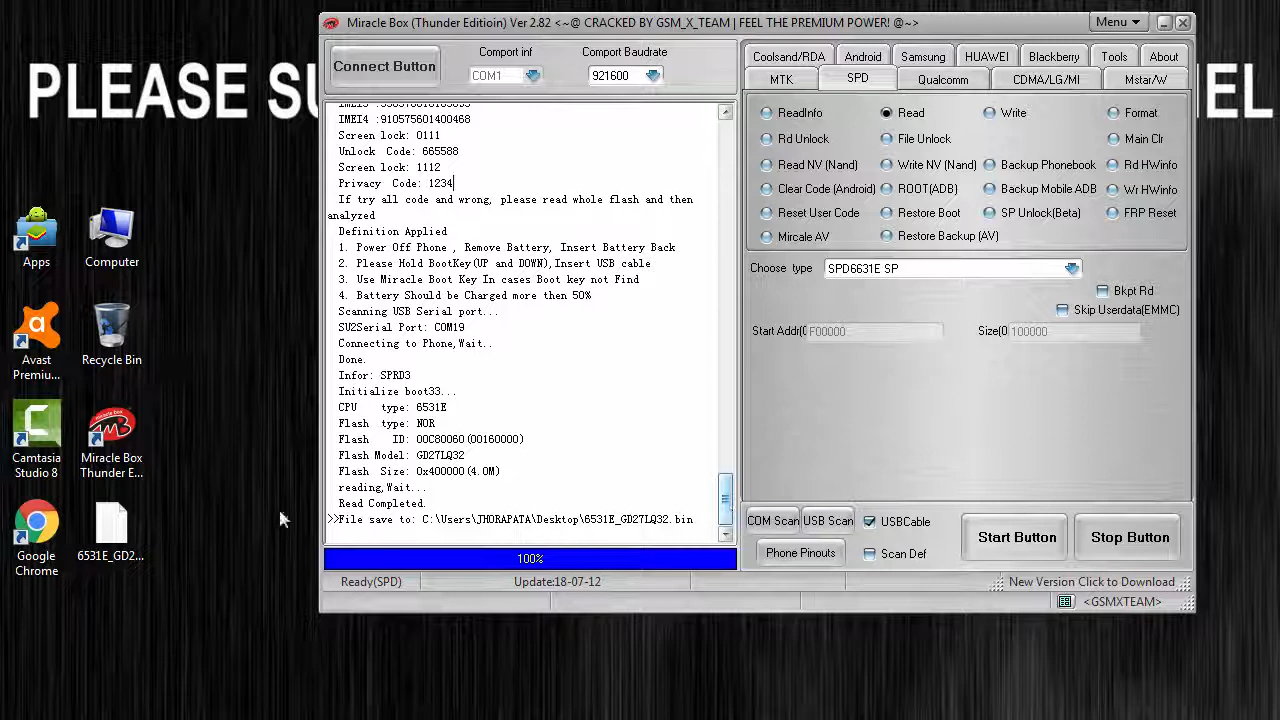 PLEASE SU
NEL
Apps
Computer
Avast
Premiu...
Recycle Bin
Camtasia
Studio 8
Miracle Box
Thunder E...
Google
Chrome
6531E_GD2...
Miracle Box (Thunder Editioin) Ver 2.82 <~@ CRACKED BY GSM_X_TEAM | FEEL THE PREMIUM POWER! @~>
Menu
Connect Button
Comport inf
Comport Baudrate
COM1
921600
IMEI4 :910575601400468
Screen lock: 0111
Unlock Code: 665588
Screen lock: 1112
Privacy Code: 1234
If try all code and wrong, please read whole flash and then
analyzed
Definition Applied
1. Power Off Phone , Remove Battery, Insert Battery Back
2. Please Hold BootKey(UP and DOWN),Insert USB cable
3. Use Miracle Boot Key In cases Boot key not Find
4. Battery Should be Charged more then 50%
Scanning USB Serial port...
SU2Serial Port: COM19
Connecting to Phone,Wait..
Done.
Infor: SPRD3
Initialize boot33...
CPU type: 6531E
Flash type: NOR
Flash ID: 00C80060(00160000)
Flash Model: GD27LQ32
Flash Size: 0x400000(4.0M)
reading,Wait...
Read Completed.
>>File save to: C:\Users\JHORAPATA\Desktop\6531E_GD27LQ32.bin
100%
Ready(SPD)
Update:18-07-12
New Version Click to Download
<GSMXTEAM>
Coolsand/RDA Android Samsung HUAWEI Blackberry Tools About
MTK SPD Qualcomm CDMA/LG/MI Mstar/W
ReadInfo Read Write Format
Rd Unlock File Unlock Main Clr
Read NV (Nand) Write NV (Nand) Backup Phonebook Rd HWinfo
Clear Code (Android) ROOT(ADB) Backup Mobile ADB Wr HWinfo
Reset User Code Restore Boot SP Unlock(Beta) FRP Reset
Mircale AV Restore Backup (AV)
Choose type SPD6631E SP
Bkpt Rd
Skip Userdata(EMMC)
Start Addr(0 F00000 Size(0 100000
COM Scan USB Scan USBCable
Start Button Stop Button
Phone Pinouts Scan Def